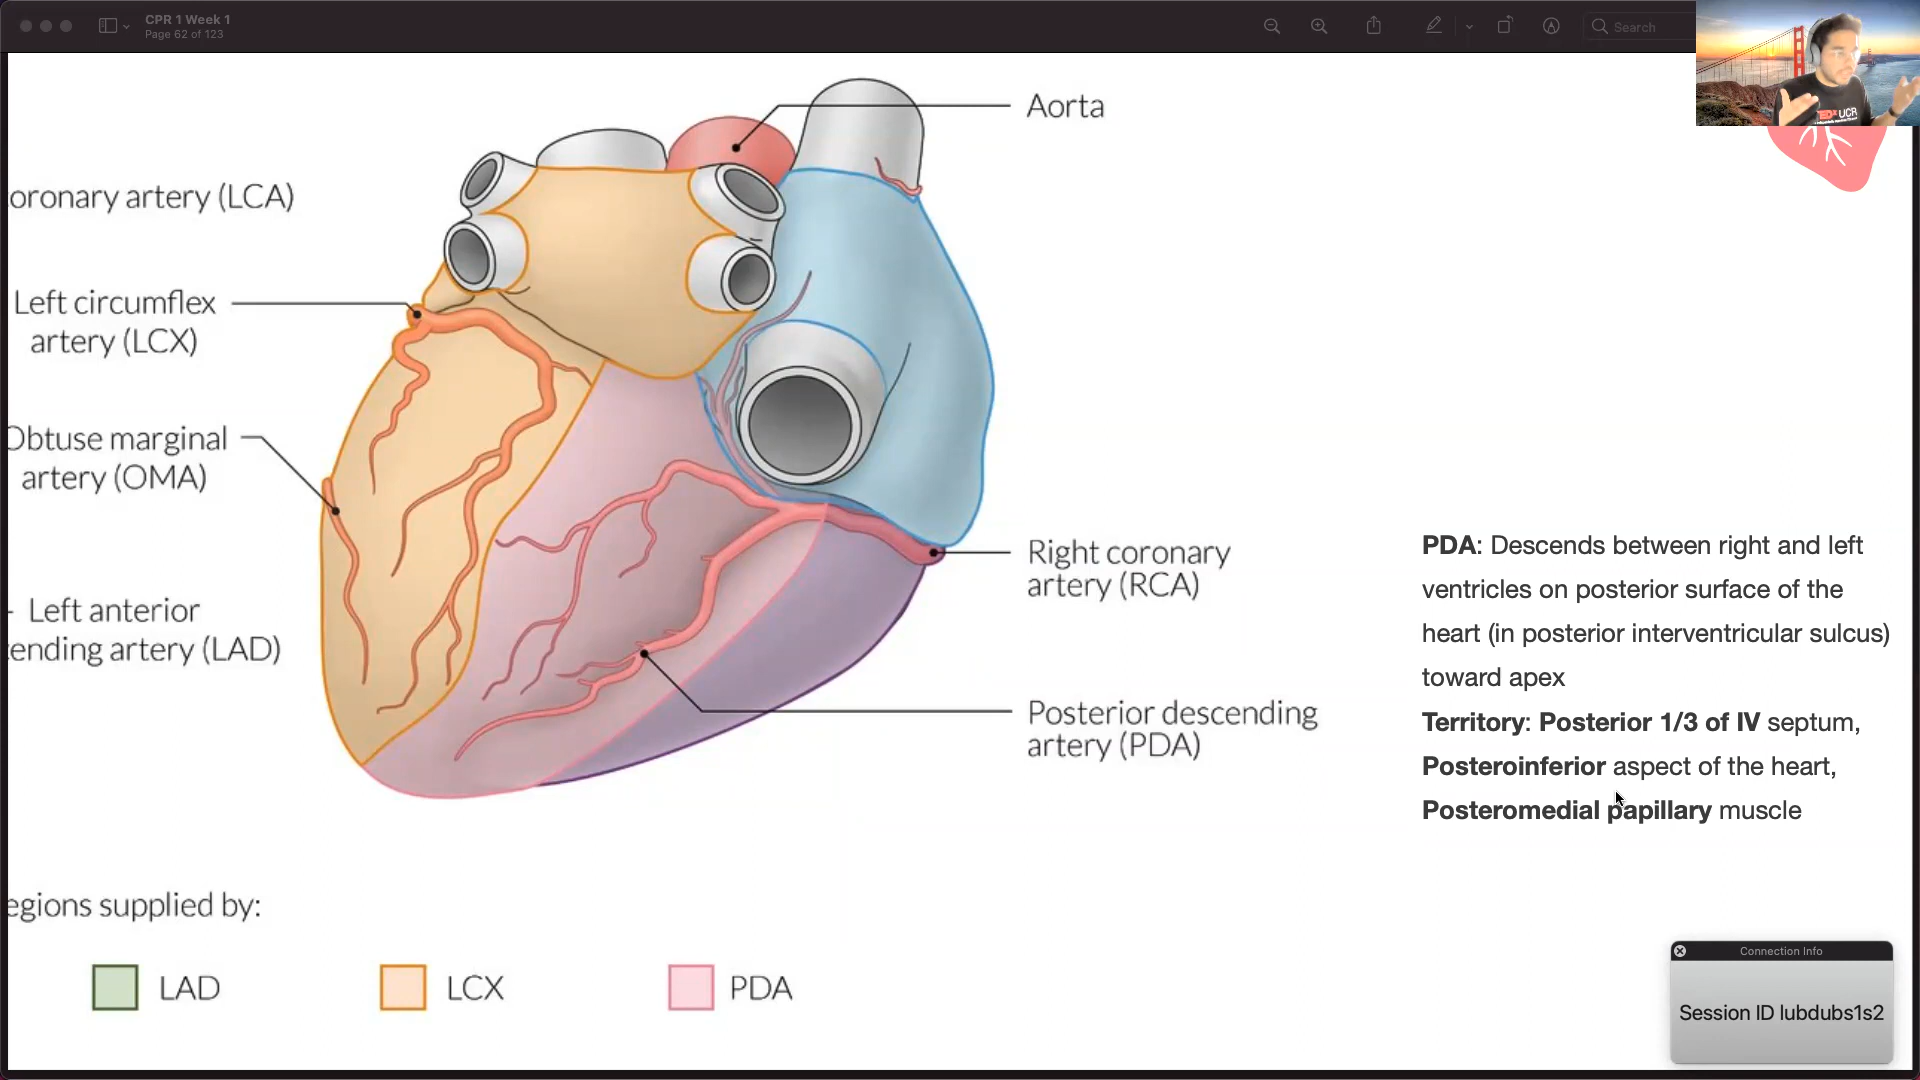 CPR 1 Week 1
Page 62 of 123
Search
UCR
Aorta
oronary artery (LCA)
Left circumflex
artery (LCX)
Obtuse marginal
artery (OMA)
Left anterior
ending artery (LAD)
Right coronary
artery (RCA)
Posterior descending
artery (PDA)
PDA: Descends between right and left
ventricles on posterior surface of the
heart (in posterior interventricular sulcus)
toward apex
Territory: Posterior 1/3 of IV septum,
Posteroinferior aspect of the heart,
Posteromedial papillary muscle
egions supplied by:
LAD
LCX
PDA
Connection Info
Session ID lubdubs1s2